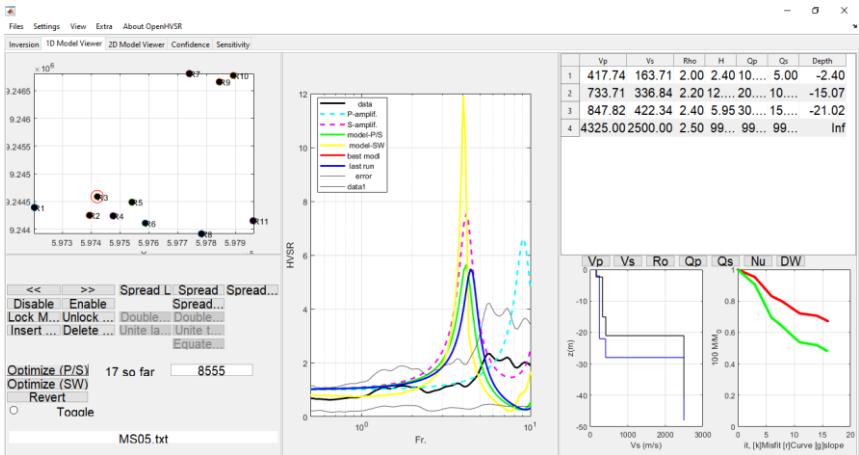 Files Settings View Extra About OpenHVSR
Inversion 1D Model Viewer 2D Model Viewer Confidence Sensitivity
× 10⁶
9.2465
9.246
9.2455
9.245
9.2445
9.244
R7
R10
R9
R3
R5
R1
R2
R4
R6
R8
R11
5.973 5.974 5.975 5.976 5.977 5.978 5.979
<< >> Spread L Spread Spread...
Disable Enable Spread...
Lock M... Unlock ... Double... Double...
Insert ... Delete ... Unite la... Unite t...
Equate...
Optimize (P/S) 17 so far 8555
Optimize (SW)
Revert
Toggle
MS05.txt
data
P-amplif.
S-amplif.
model-P/S
model-SW
best modl
last run
error
data1
HVSR
12
10
8
6
4
2
0
10⁰ 10¹
Fr.
Vp Vs Rho H Qp Qs Depth
1 417.74 163.71 2.00 2.40 10.... 5.00 -2.40
2 733.71 336.84 2.20 12.... 20.... 10.... -15.07
3 847.82 422.34 2.40 5.95 30.... 15.... -21.02
4 4325.00 2500.00 2.50 99... 99... 99... Inf
Vp Vs Ro Qp Qs Nu DW
z(m)
0
-10
-20
-30
-40
-50
0 1000 2000 3000
Vs (m/s)
100 M/M₀
1
0.8
0.6
0.4
0.2
0
0 5 10 15 20
it, [k]Misfit [r]Curve [g]slope